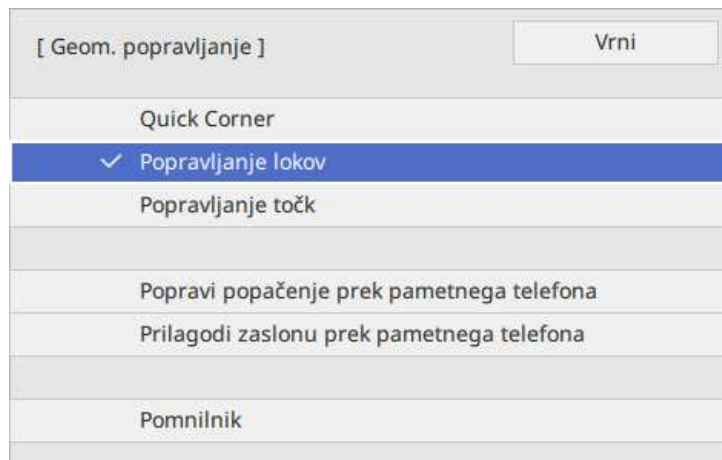 [ Geom. popravljanje ]
Vrni
Quick Corner
Popravljanje lokov
Popravljanje točk
Popravi popačenje prek pametnega telefona
Prilagodi zaslonu prek pametnega telefona
Pomnilnik